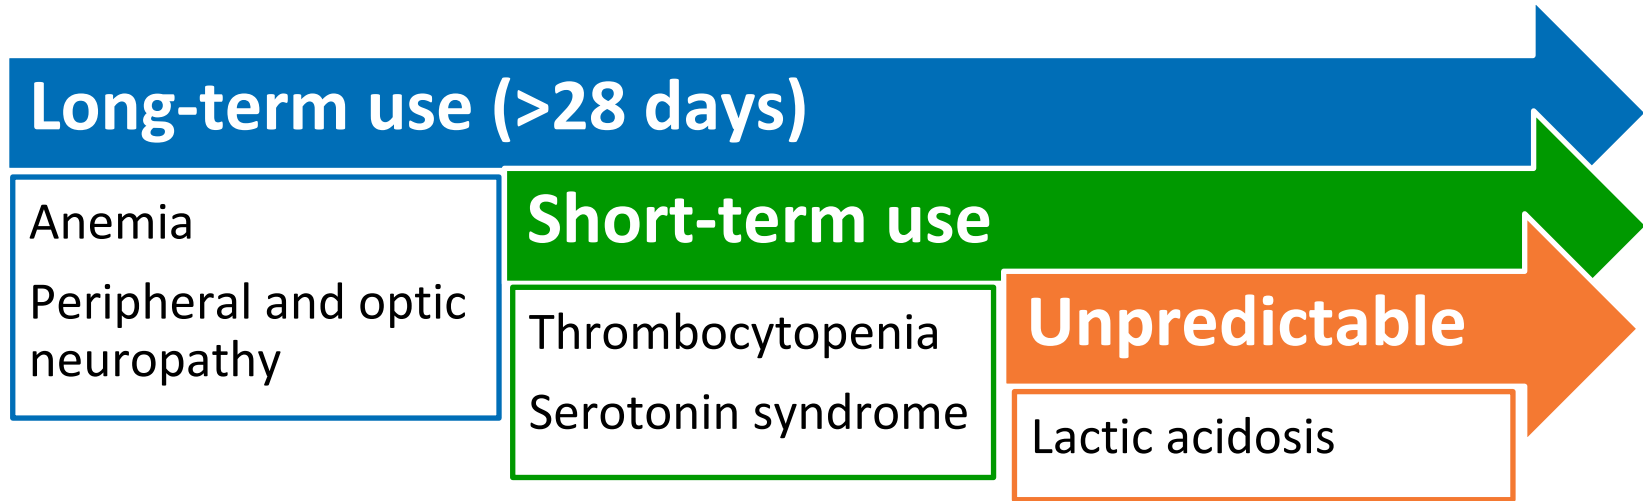 Long-term use (>28 days)
Anemia
Peripheral and optic
neuropathy
Short-term use
Thrombocytopenia
Serotonin syndrome
Unpredictable
Lactic acidosis